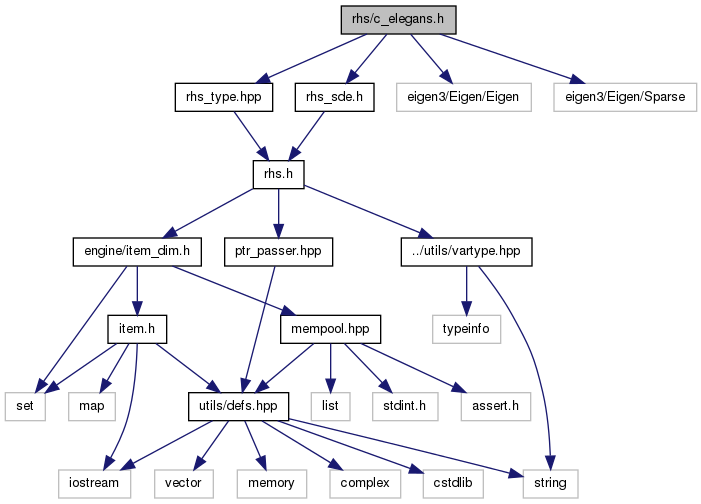 rhs/c_elegans.h
rhs_type.hpp
rhs_sde.h
eigen3/Eigen/Eigen
eigen3/Eigen/Sparse
rhs.h
engine/item_dim.h
ptr_passer.hpp
../utils/vartype.hpp
item.h
mempool.hpp
typeinfo
set
map
utils/defs.hpp
list
stdint.h
assert.h
iostream
vector
memory
complex
cstdlib
string